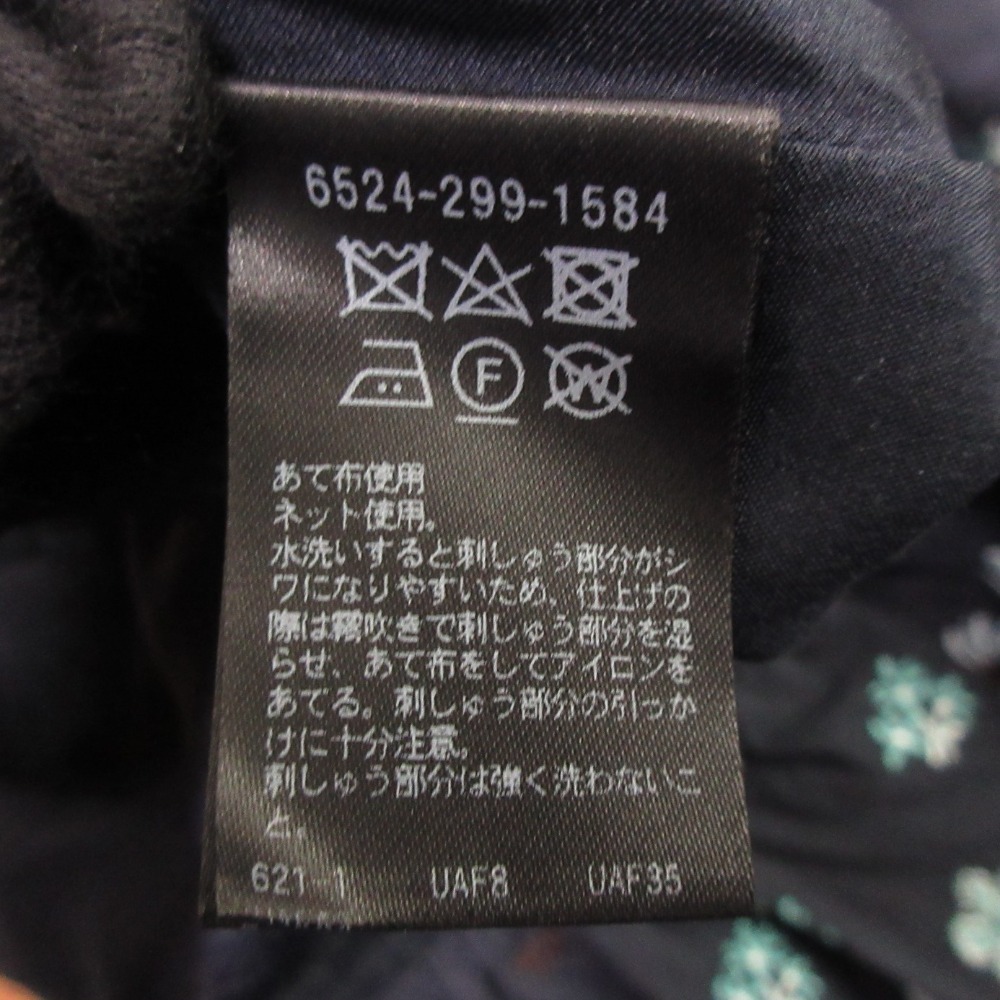 6524-299-1584
F W
あて布使用
ネット使用。
水洗いすると刺しゅう部分がシ
ワになりやすいため、仕上げの
際は霧吹きで刺しゅう部分を湿
らせ、あて布をしてアイロンを
あてる。刺しゅう部分の引っか
けに十分注意。
刺しゅう部分は強く洗わないこ
と。
621-1 UAF8 UAF35